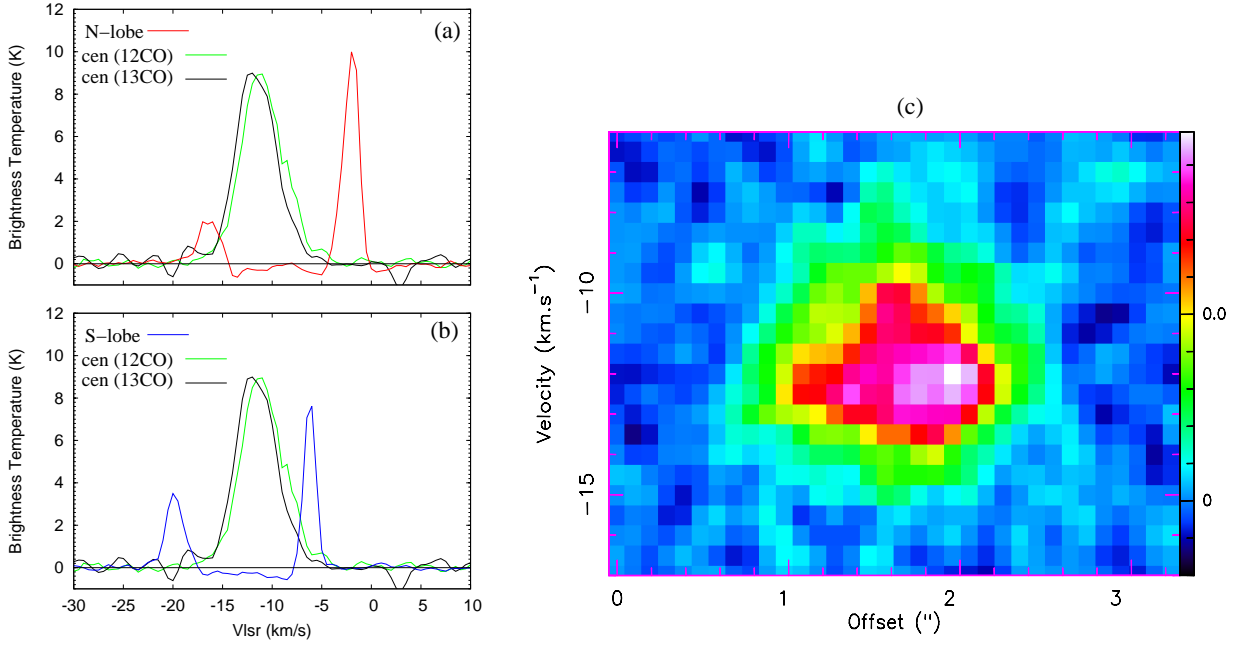 (a)
N−lobe
cen (12CO)
cen (13CO)
Brightness Temperature (K)
12
10
8
6
4
2
0
(b)
S−lobe
cen (12CO)
cen (13CO)
Brightness Temperature (K)
12
10
8
6
4
2
0
-30 -25 -20 -15 -10 -5 0 5 10
Vlsr (km/s)
(c)
Velocity (km.s⁻¹)
−10
−15
0 1 2 3
Offset (")
0.0
0